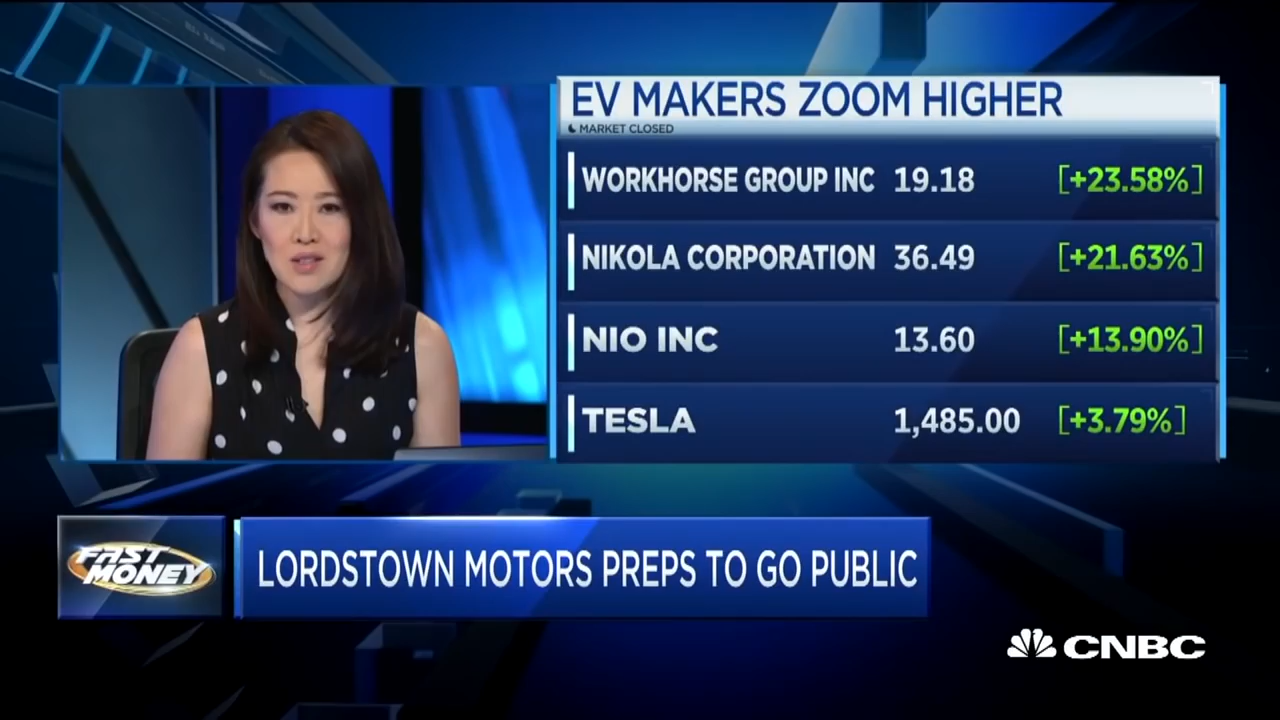 EV MAKERS ZOOM HIGHER
MARKET CLOSED
WORKHORSE GROUP INC 19.18 [+23.58%]
NIKOLA CORPORATION 36.49 [+21.63%]
NIO INC 13.60 [+13.90%]
TESLA 1,485.00 [+3.79%]
FAST
MONEY
LORDSTOWN MOTORS PREPS TO GO PUBLIC
CNBC